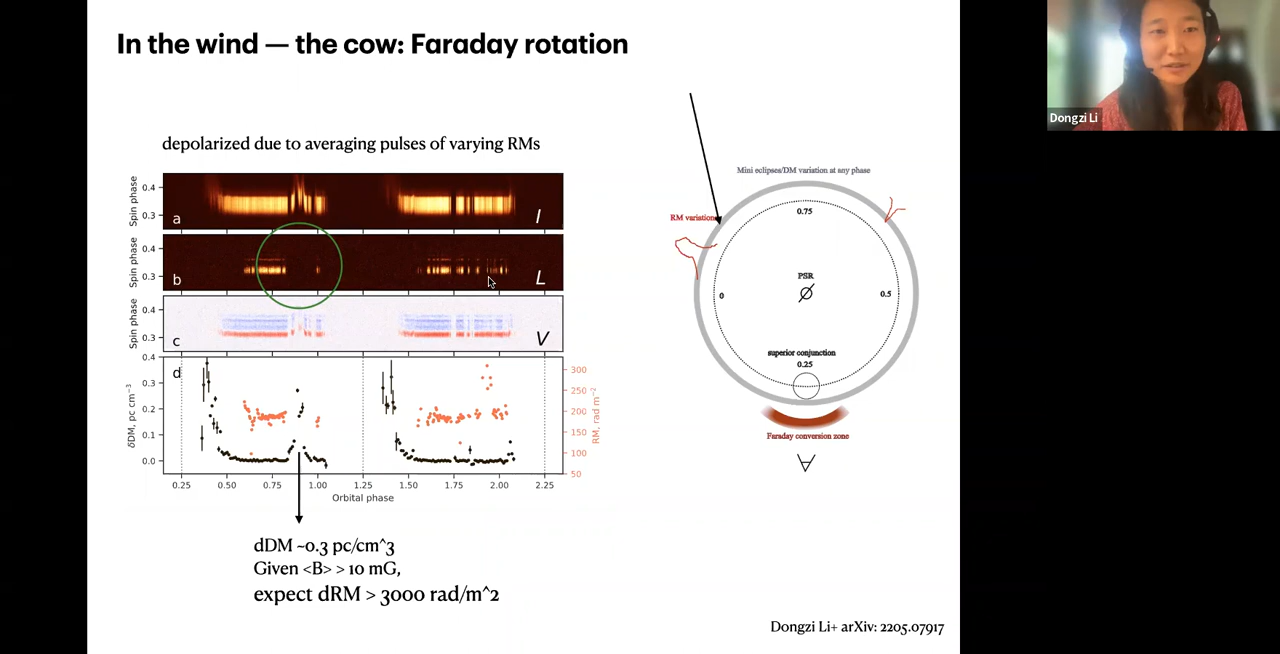 In the wind — the cow: Faraday rotation
Dongzi Li
depolarized due to averaging pulses of varying RMs
Spin phase
0.4
0.3
a
I
Spin phase
0.4
0.3
b
L
Spin phase
0.4
0.3
c
V
δDM, pc cm⁻³
0.4
0.3
0.2
0.1
0.0
d
300
250
200
150
100
50
RM, rad m⁻²
0.25 0.50 0.75 1.00 1.25 1.50 1.75 2.00 2.25
Orbital phase
dDM ~0.3 pc/cm^3
Given <B> > 10 mG,
expect dRM > 3000 rad/m^2
Mini eclipses/DM variation at any phase
RM variation
0.75
PSR
0
0.5
superior conjunction
0.25
Faraday conversion zone
Dongzi Li+ arXiv: 2205.07917